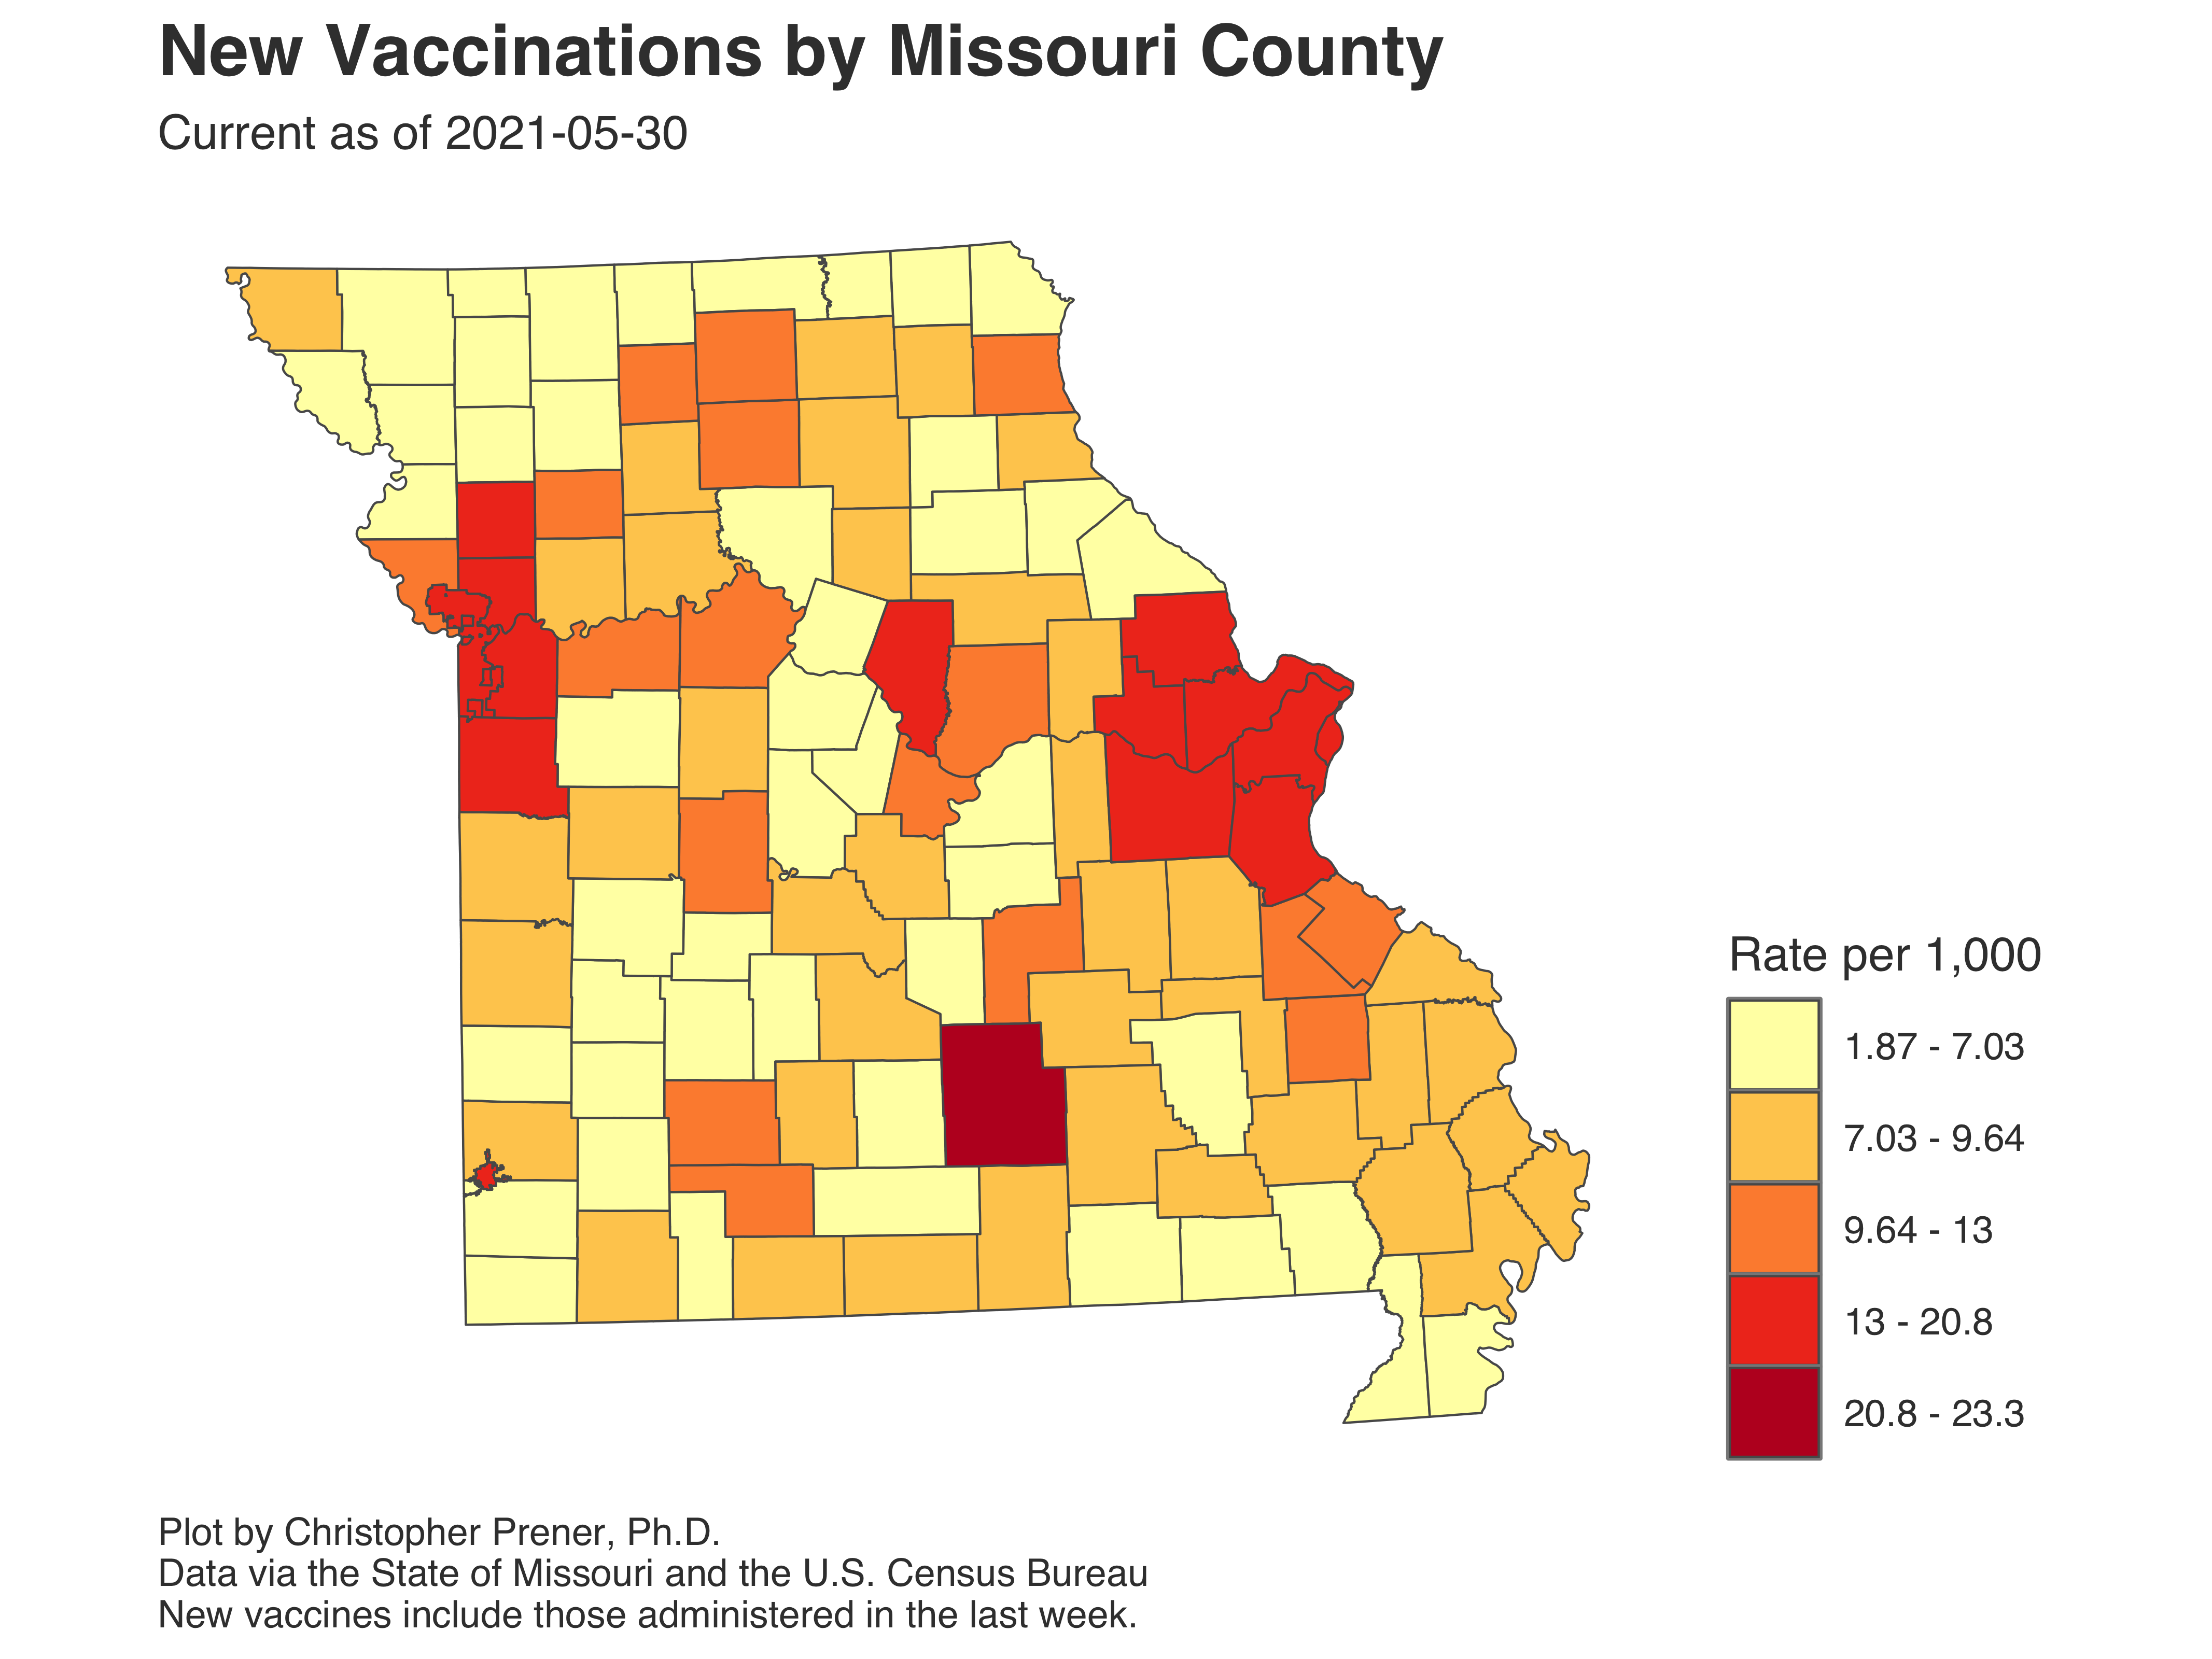 New Vaccinations by Missouri County
Current as of 2021-05-30
Rate per 1,000
1.87 - 7.03
7.03 - 9.64
9.64 - 13
13 - 20.8
20.8 - 23.3
Plot by Christopher Prener, Ph.D.
Data via the State of Missouri and the U.S. Census Bureau
New vaccines include those administered in the last week.